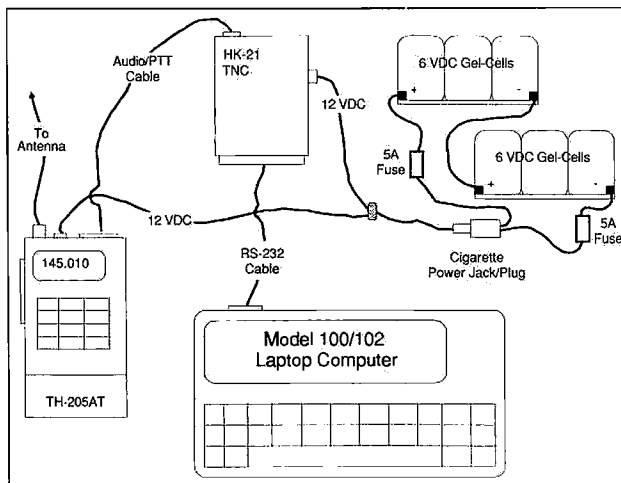 Audio/PTT
Cable
HK-21
TNC
12 VDC
6 VDC Gel-Cells
+
-
5A
Fuse
6 VDC Gel-Cells
+
-
5A
Fuse
To
Antenna
12 VDC
Cigarette
Power Jack/Plug
RS-232
Cable
145.010
TH-205AT
Model 100/102
Laptop Computer